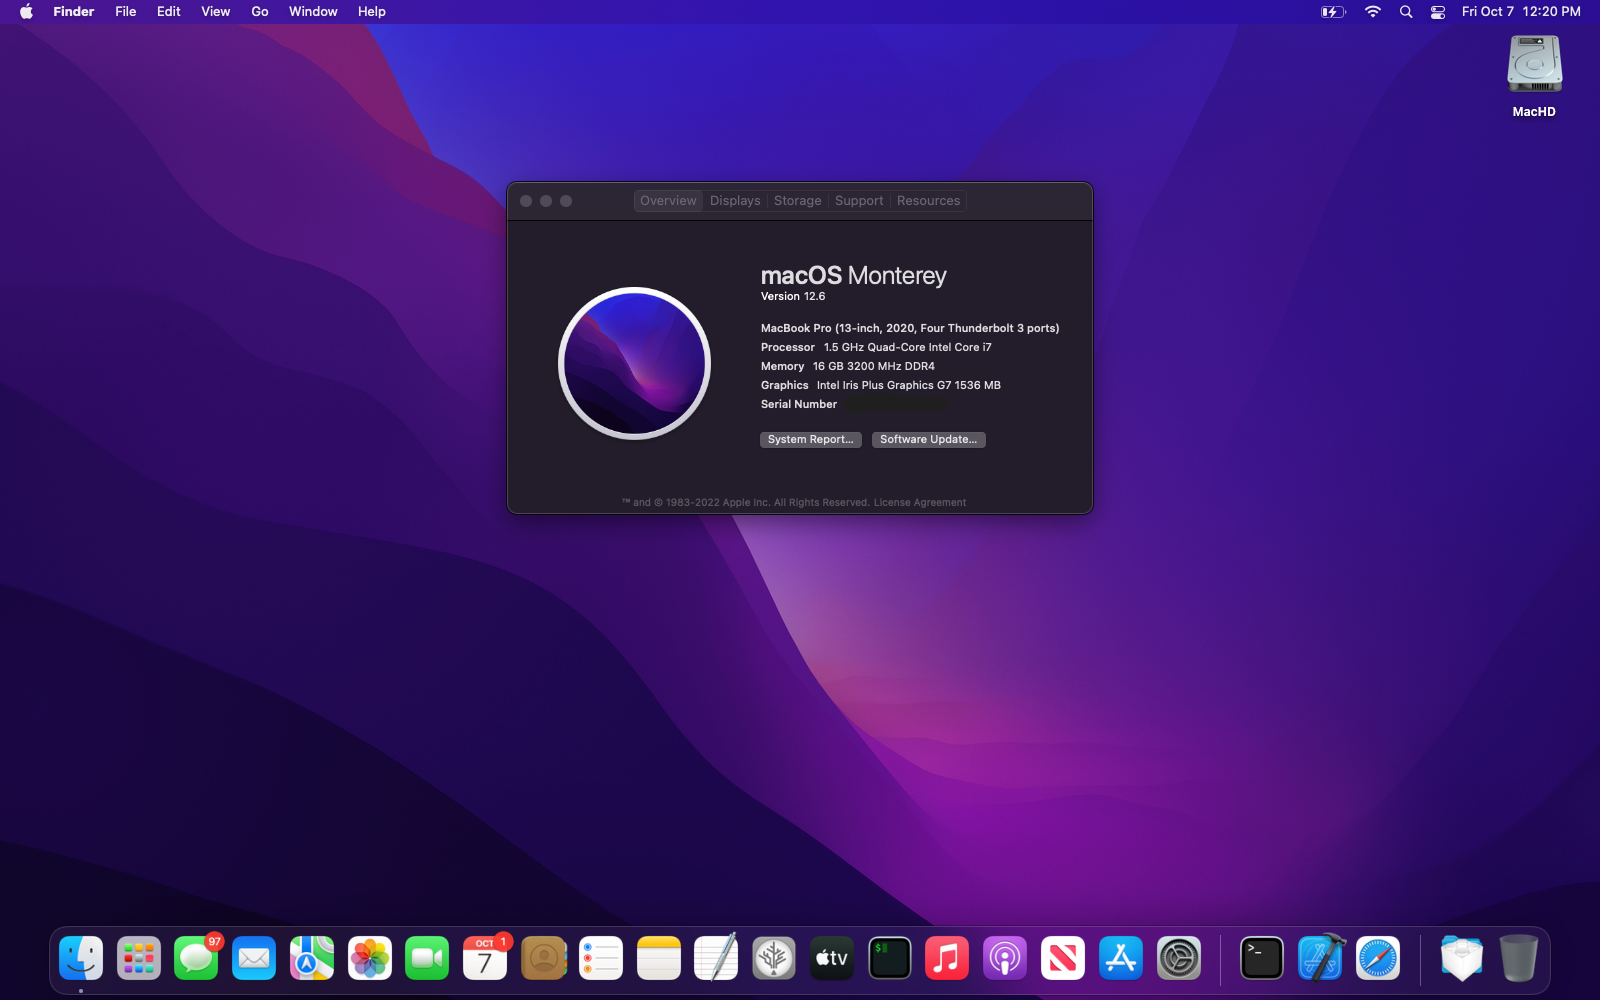 Finder File Edit View Go Window Help Fri Oct 7 12:20 PM
MacHD
Overview Displays Storage Support Resources
macOS Monterey
Version 12.6
MacBook Pro (13-inch, 2020, Four Thunderbolt 3 ports)
Processor 1.5 GHz Quad-Core Intel Core i7
Memory 16 GB 3200 MHz DDR4
Graphics Intel Iris Plus Graphics G7 1536 MB
Serial Number
System Report... Software Update...
™ and © 1983-2022 Apple Inc. All Rights Reserved. License Agreement
97 OCT 1
7 tv $ >_